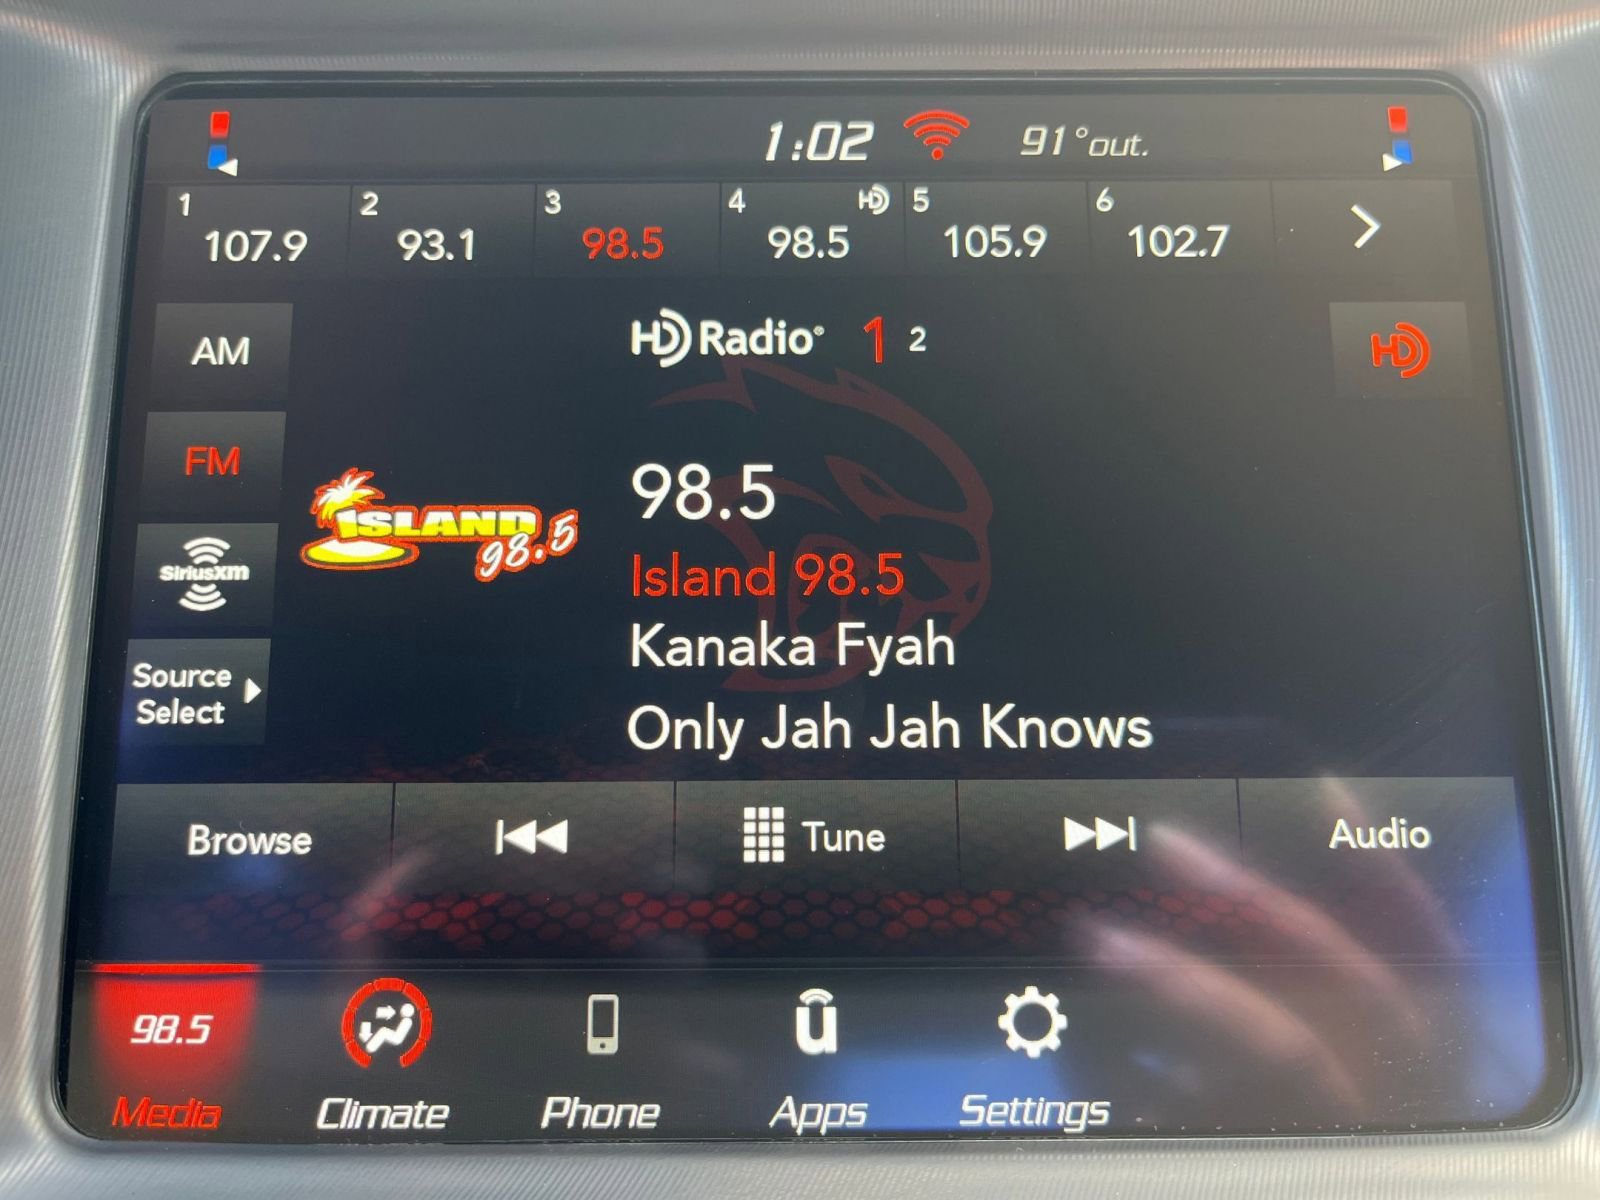 1:02 91°out.
1 2 3 4 HD 5 6
107.9 93.1 98.5 98.5 105.9 102.7
HD Radio® 1 2
HD
AM
FM
SiriusXM
Source
Select
ISLAND
98.5
98.5
Island 98.5
Kanaka Fyah
Only Jah Jah Knows
Browse Tune Audio
98.5 u
Media Climate Phone Apps Settings